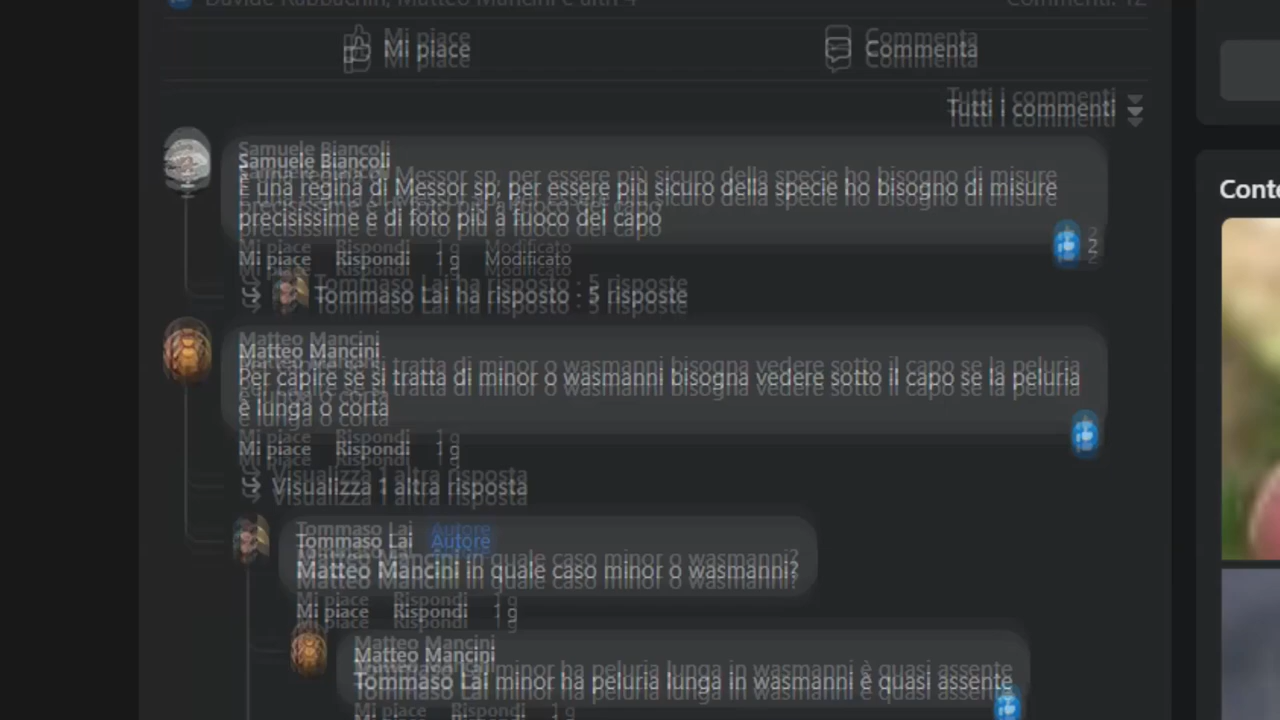 Mi piace
Commenta
Tutti i commenti
Samuele Biancoli
È una regina di Messor sp, per essere più sicuro della specie ho bisogno di misure
precisissime e di foto più a fuoco del capo
2
Mi piace Rispondi 1 g Modificato
Tommaso Lai ha risposto · 5 risposte
Matteo Mancini
Per capire se si tratta di minor o wasmanni bisogna vedere sotto il capo se la peluria
è lunga o corta
Mi piace Rispondi 1 g
Visualizza 1 altra risposta
Tommaso Lai Autore
Matteo Mancini in quale caso minor o wasmanni?
Mi piace Rispondi 1 g
Matteo Mancini
Tommaso Lai minor ha peluria lunga in wasmanni è quasi assente
Mi piace Rispondi 1 g
Conte